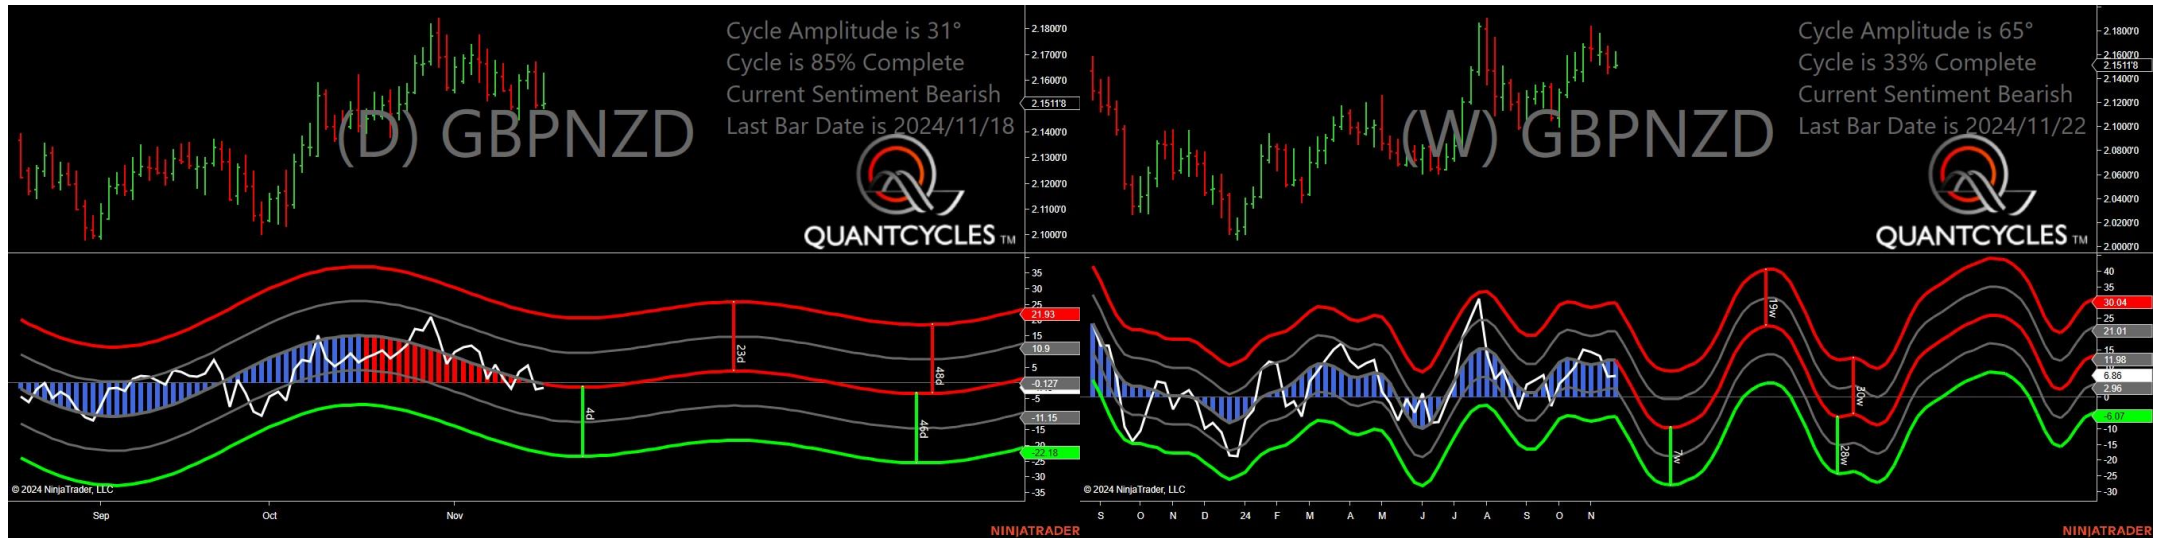 Cycle Amplitude is 31°
Cycle is 85% Complete
Current Sentiment Bearish
Last Bar Date is 2024/11/18
(D) GBPNZD
QUANTCYCLES TM
2.1800'0
2.1700'0
2.1600'0
2.1511'8
2.1400'0
2.1300'0
2.1200'0
2.1100'0
2.1000'0
35
30
25
21.93
15
10.9
5
-0.127
-5
-11.15
-15
-22.18
-25
-30
-35
4d
23d
46d
48d
© 2024 NinjaTrader, LLC
Sep Oct Nov
NINJATRADER
Cycle Amplitude is 65°
Cycle is 33% Complete
Current Sentiment Bearish
Last Bar Date is 2024/11/22
(W) GBPNZD
QUANTCYCLES TM
2.1800'0
2.1600'0
2.1511'8
2.1400'0
2.1200'0
2.1000'0
2.0800'0
2.0600'0
2.0400'0
2.0200'0
2.0000'0
40
35
30.04
25
21.01
15
11.98
6.86
2.96
0
-6.07
-10
-15
-20
-25
-30
7w
19w
28w
30w
© 2024 NinjaTrader, LLC
S O N D 24 F M A M J J A S O N
NINJATRADER